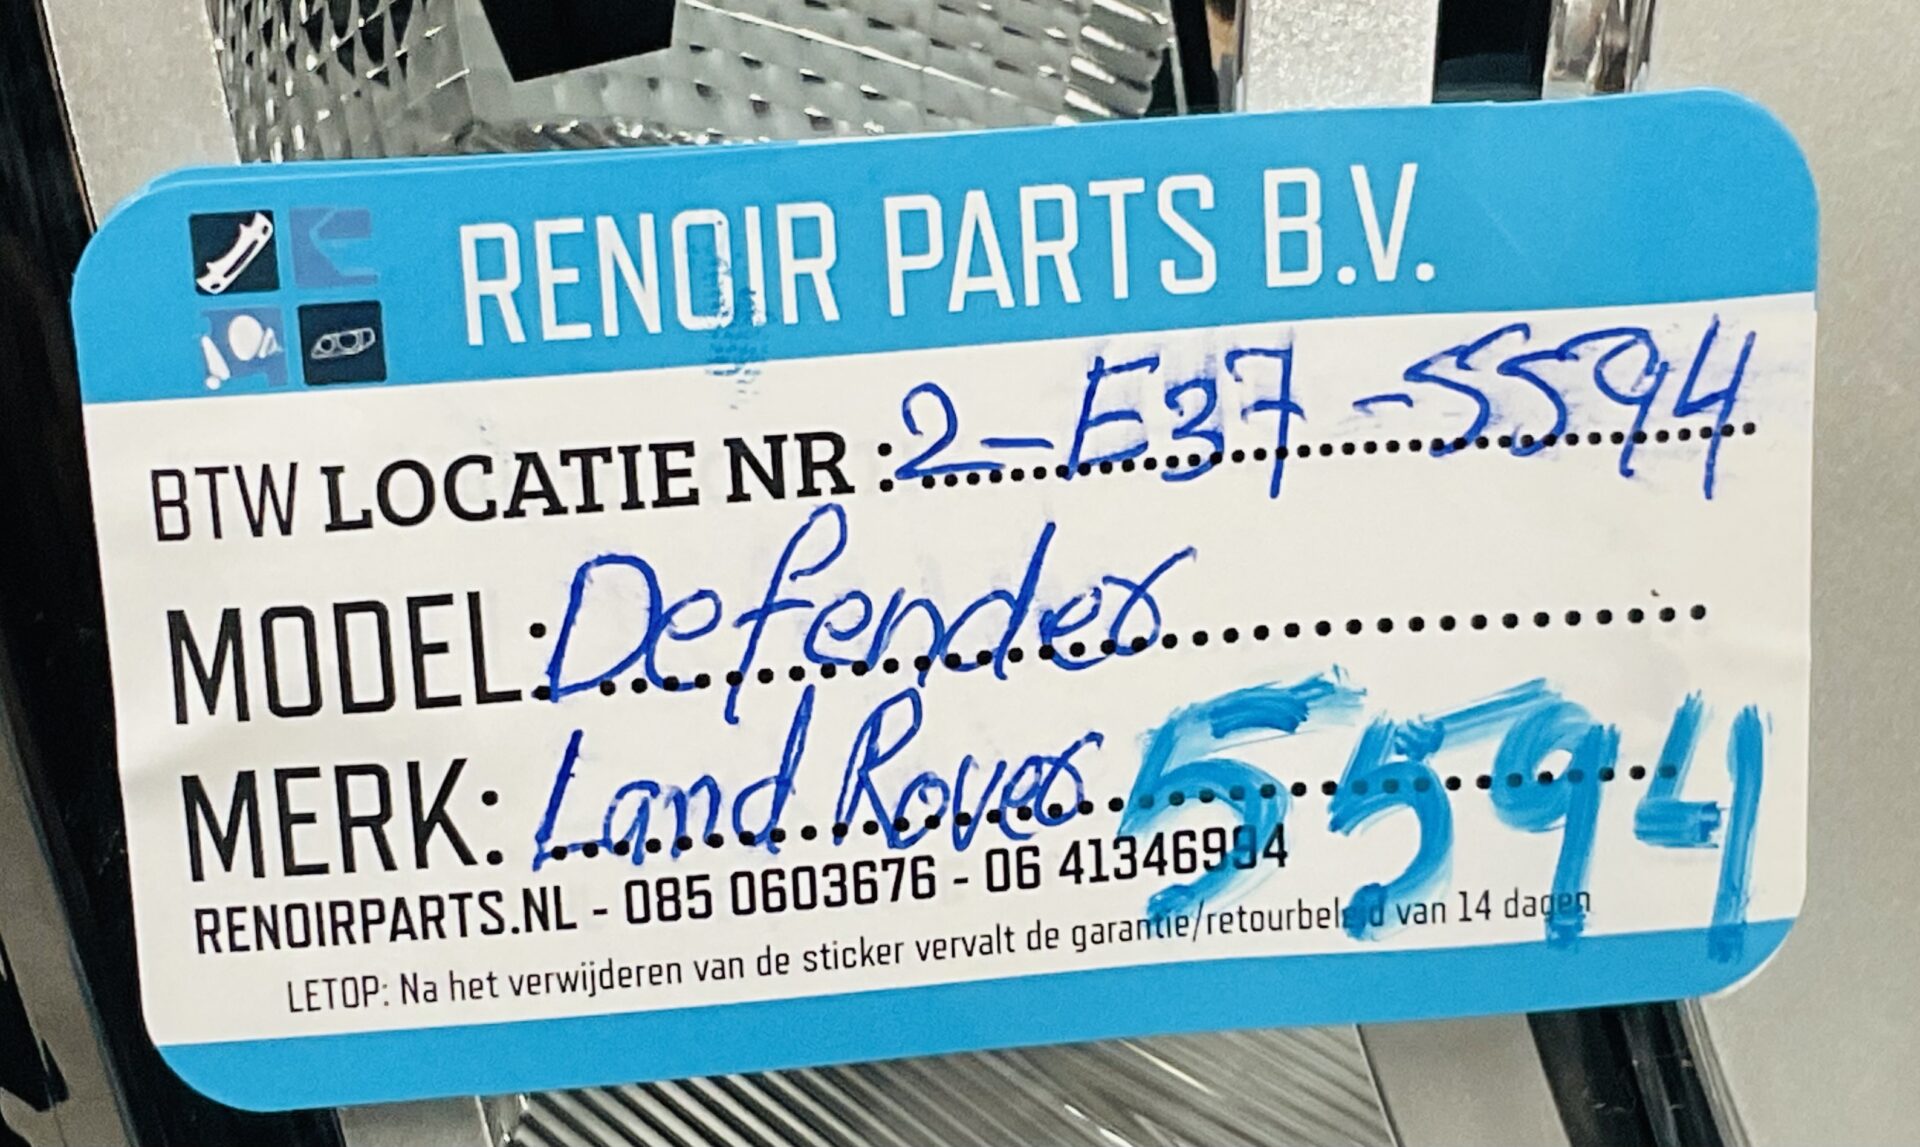 RENOIR PARTS B.V.
BTW LOCATIE NR : 2-E37-5594
MODEL: Defender
MERK: Land Rover 5594
RENOIRPARTS.NL - 085 0603676 - 06 41346994
LETOP: Na het verwijderen van de sticker vervalt de garantie/retourbeleid van 14 dagen